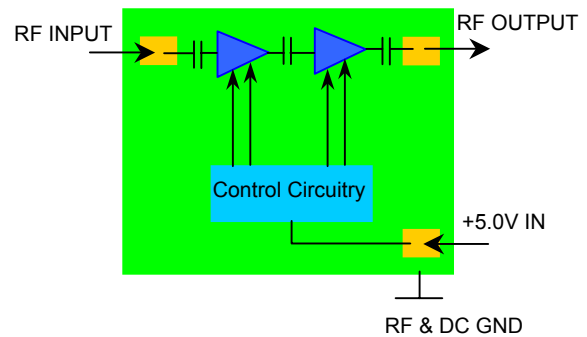 RF INPUT
RF OUTPUT
Control Circuitry
+5.0V IN
RF & DC GND